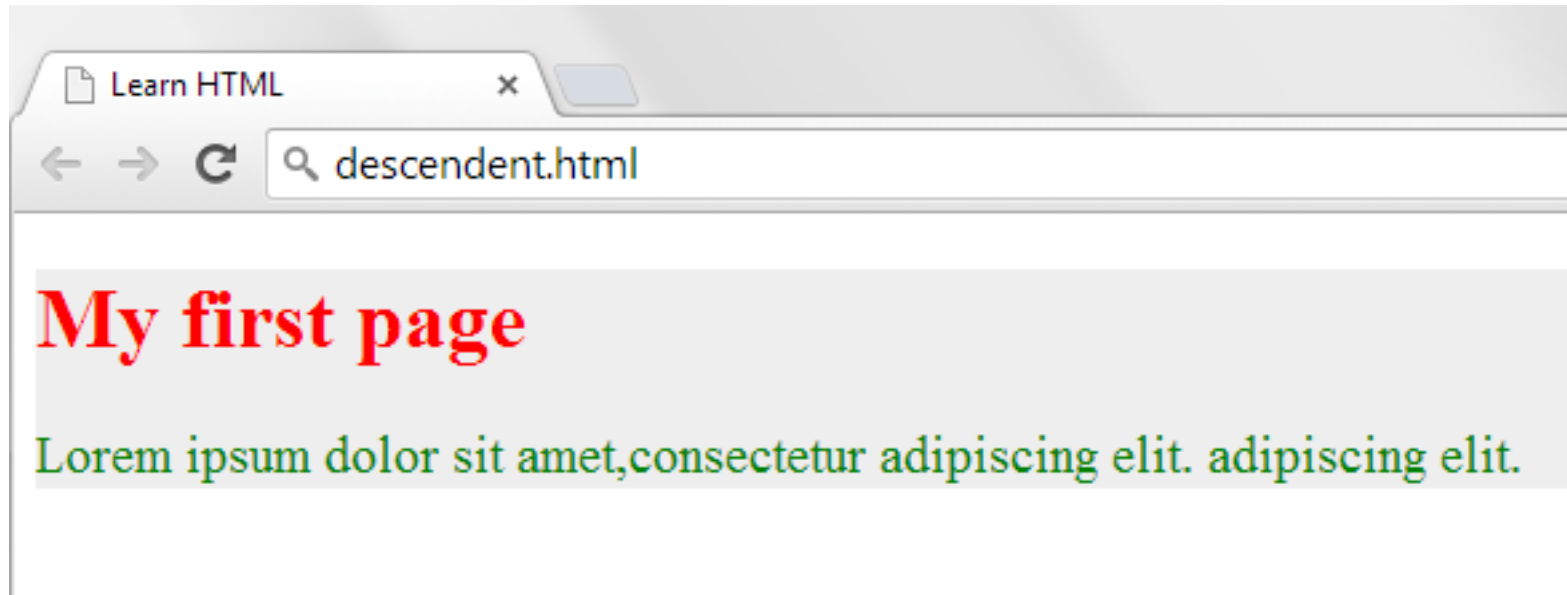 Learn HTML
descendent.html
My first page
Lorem ipsum dolor sit amet,consectetur adipiscing elit. adipiscing elit.